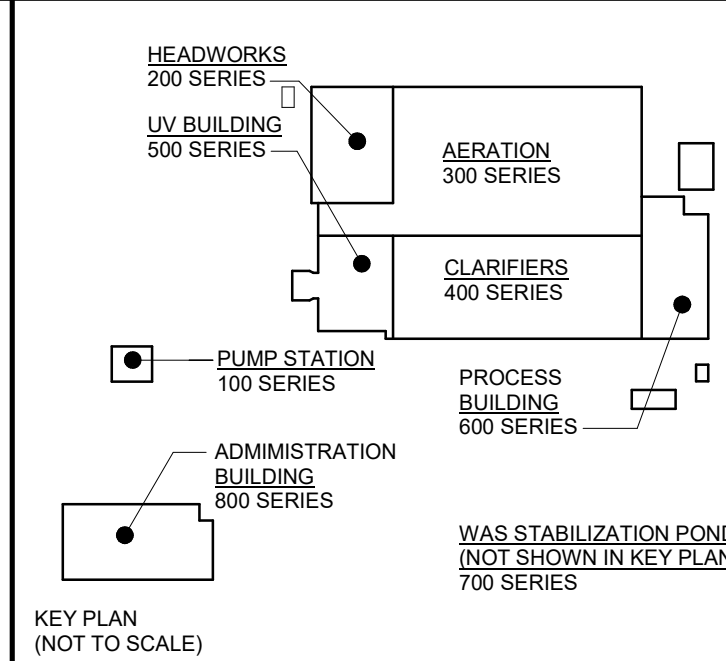 HEADWORKS
200 SERIES
UV BUILDING
500 SERIES
AERATION
300 SERIES
CLARIFIERS
400 SERIES
PUMP STATION
100 SERIES
PROCESS
BUILDING
600 SERIES
ADMIMISTRATION
BUILDING
800 SERIES
WAS STABILIZATION POND
(NOT SHOWN IN KEY PLAN
700 SERIES
KEY PLAN
(NOT TO SCALE)